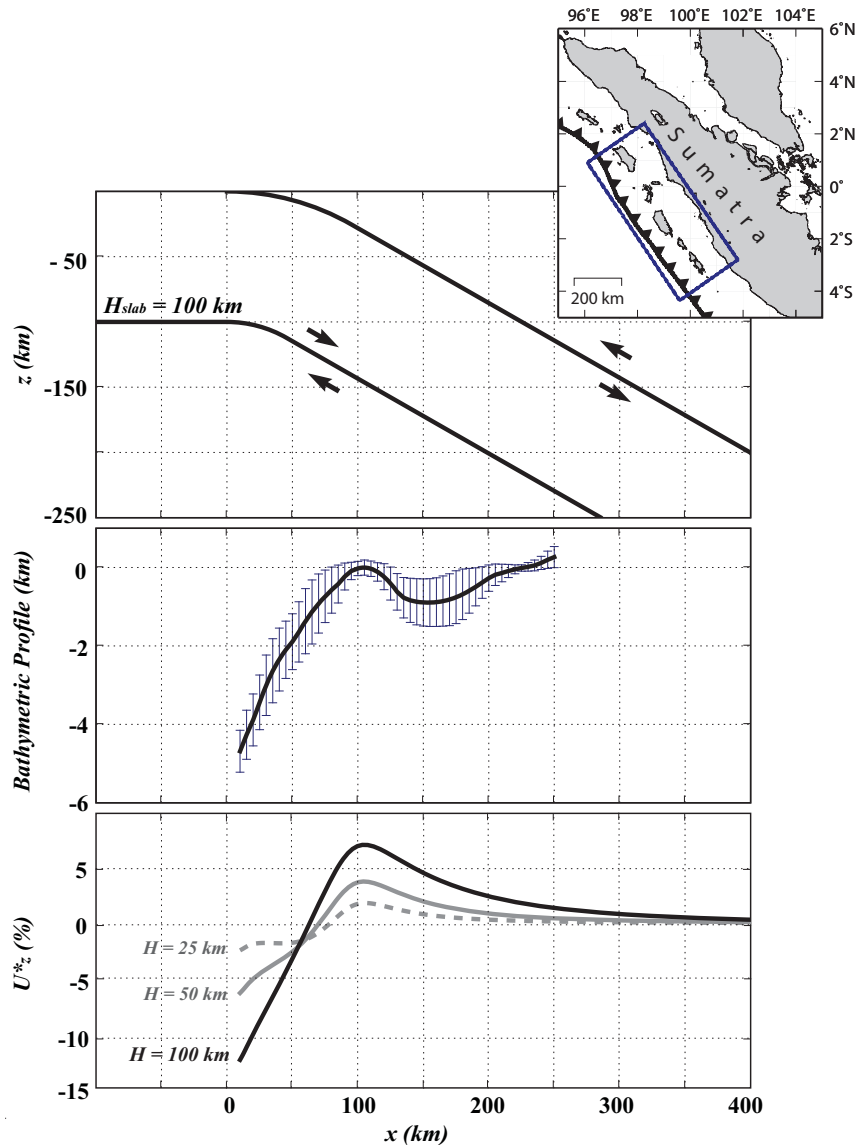 96˚E 98˚E 100˚E 102˚E 104˚E
6˚N
4˚N
2˚N
0˚
2˚S
4˚S
Sumatra
200 km
Hslab = 100 km
- 50
-150
-250
z (km)
0
-2
-4
-6
Bathymetric Profile (km)
5
0
-5
-10
-15
U*z (%)
H = 25 km
H = 50 km
H = 100 km
0 100 200 300 400
x (km)